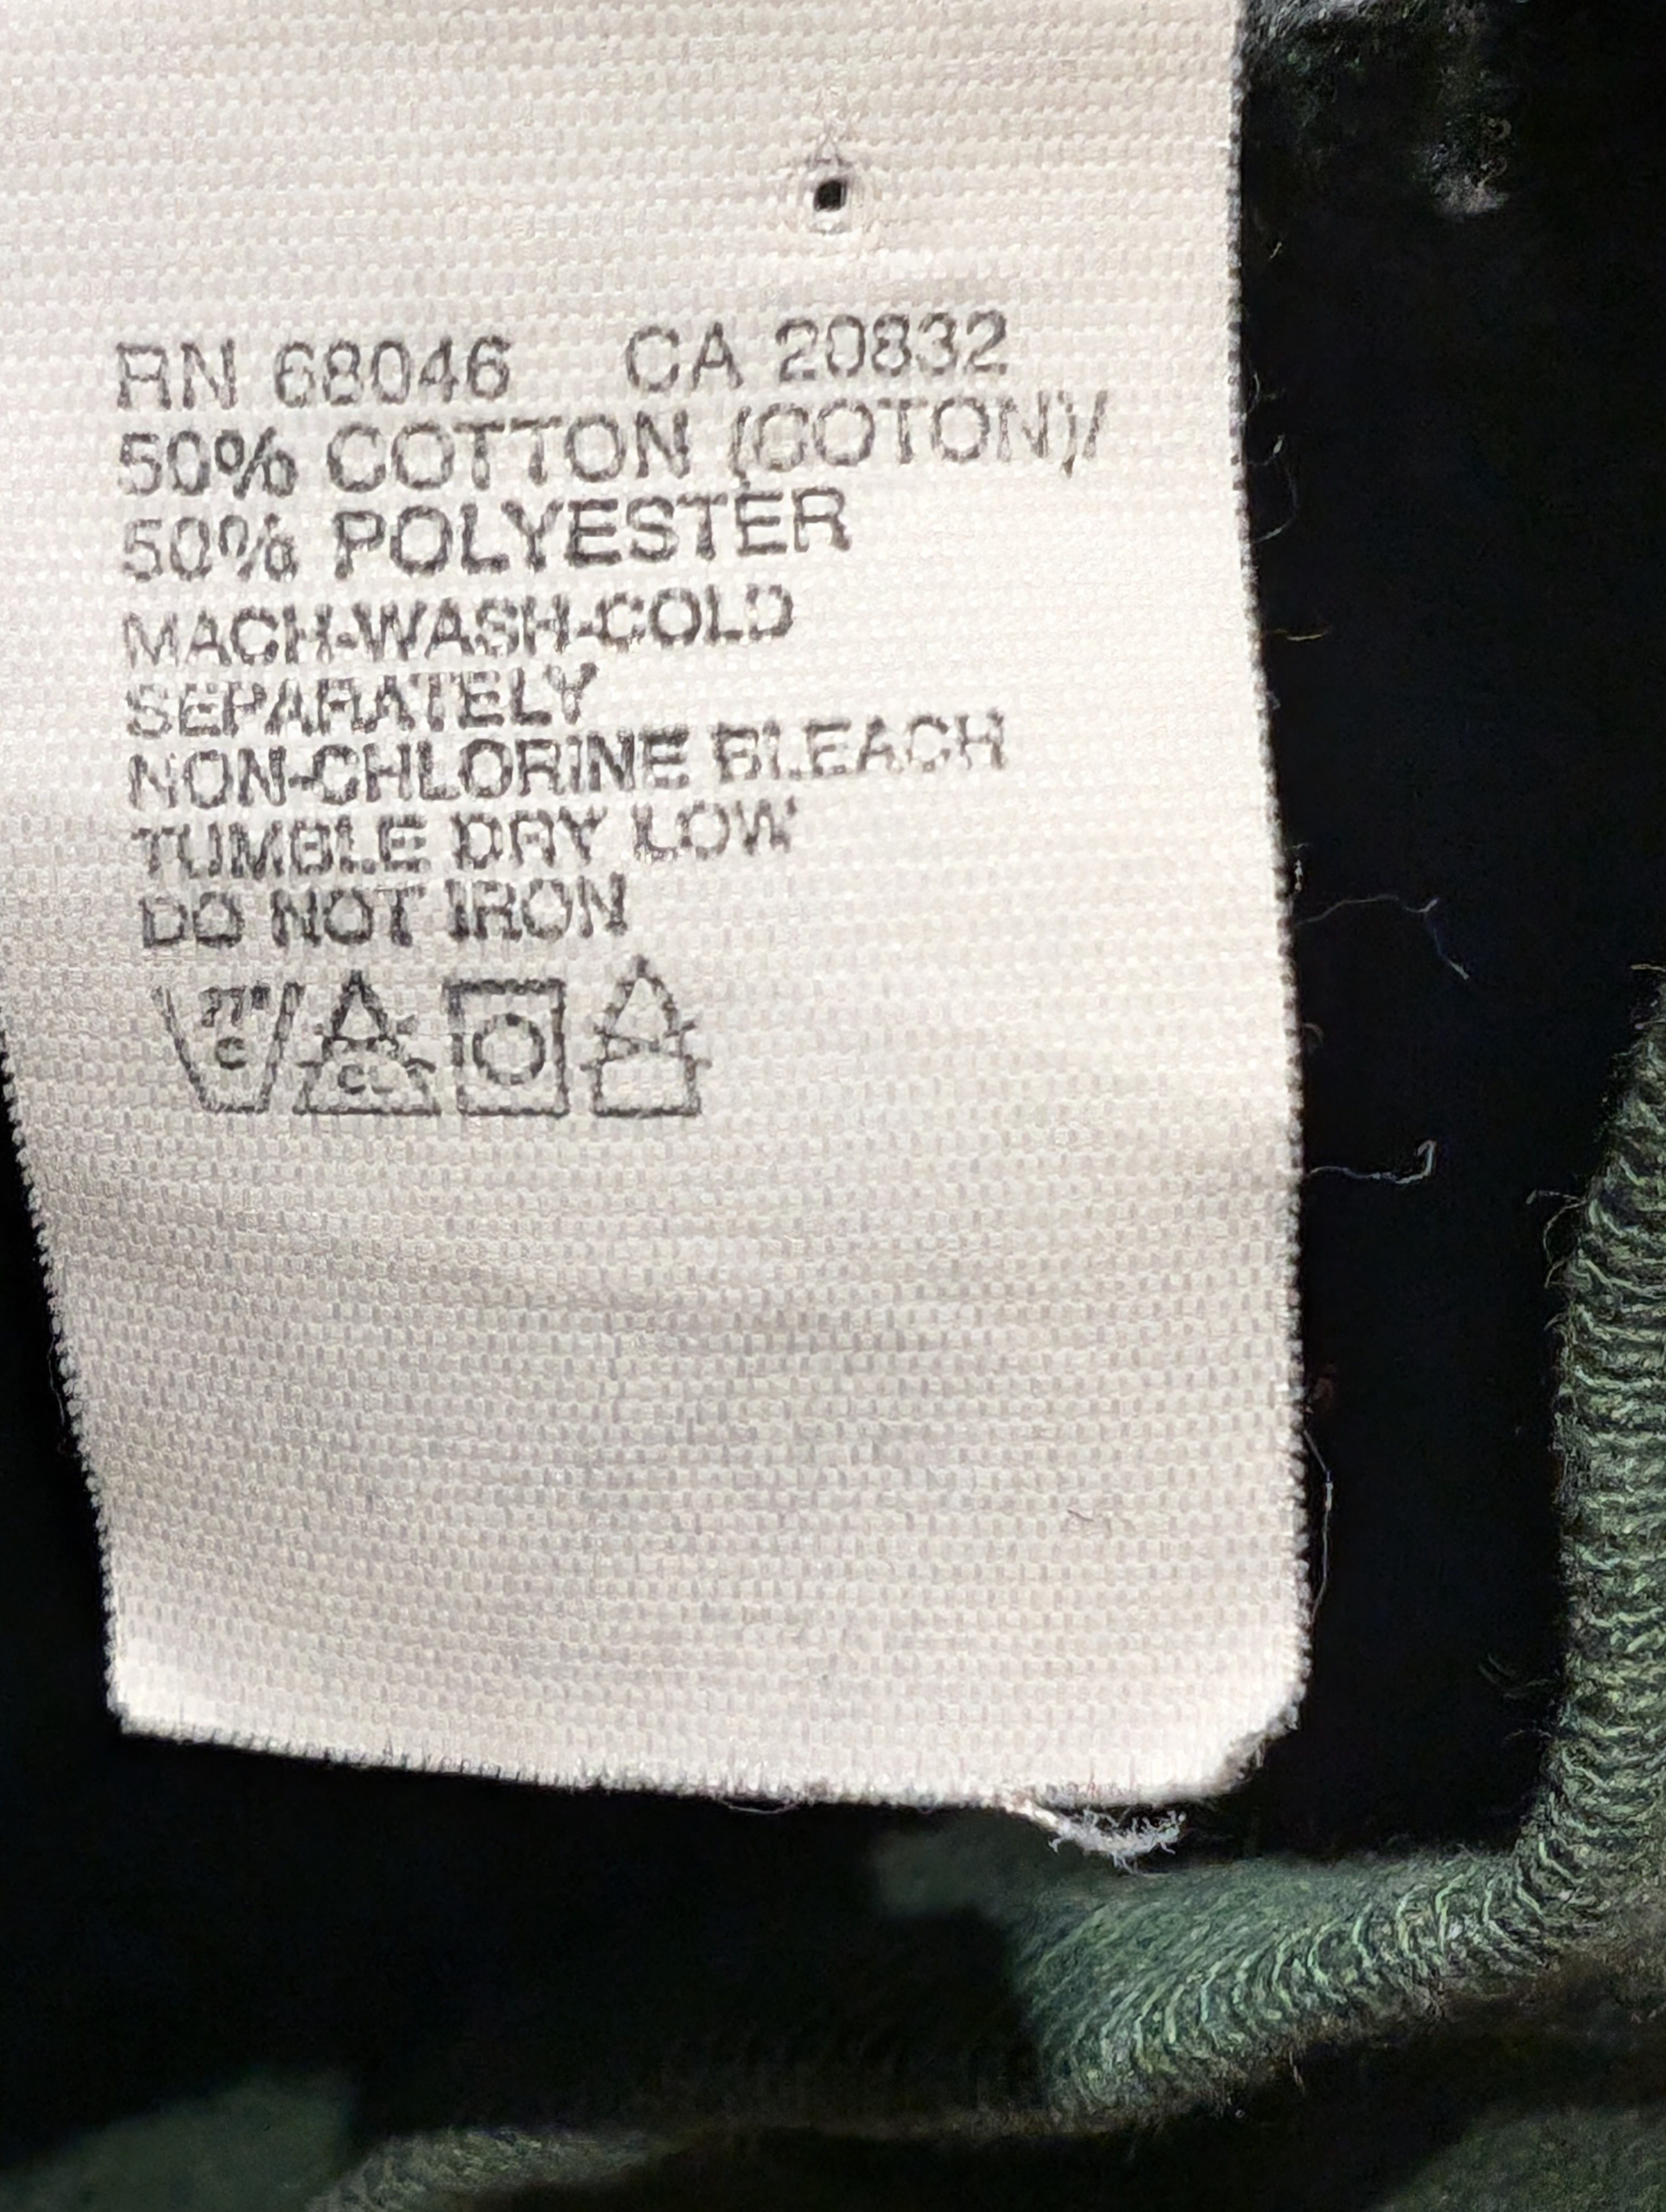 RN 68046 CA 20832
50% COTTON (COTON)/
50% POLYESTER
MACH-WASH-COLD
SEPARATELY
NON-CHLORINE BLEACH
TUMBLE DRY LOW
DO NOT IRON